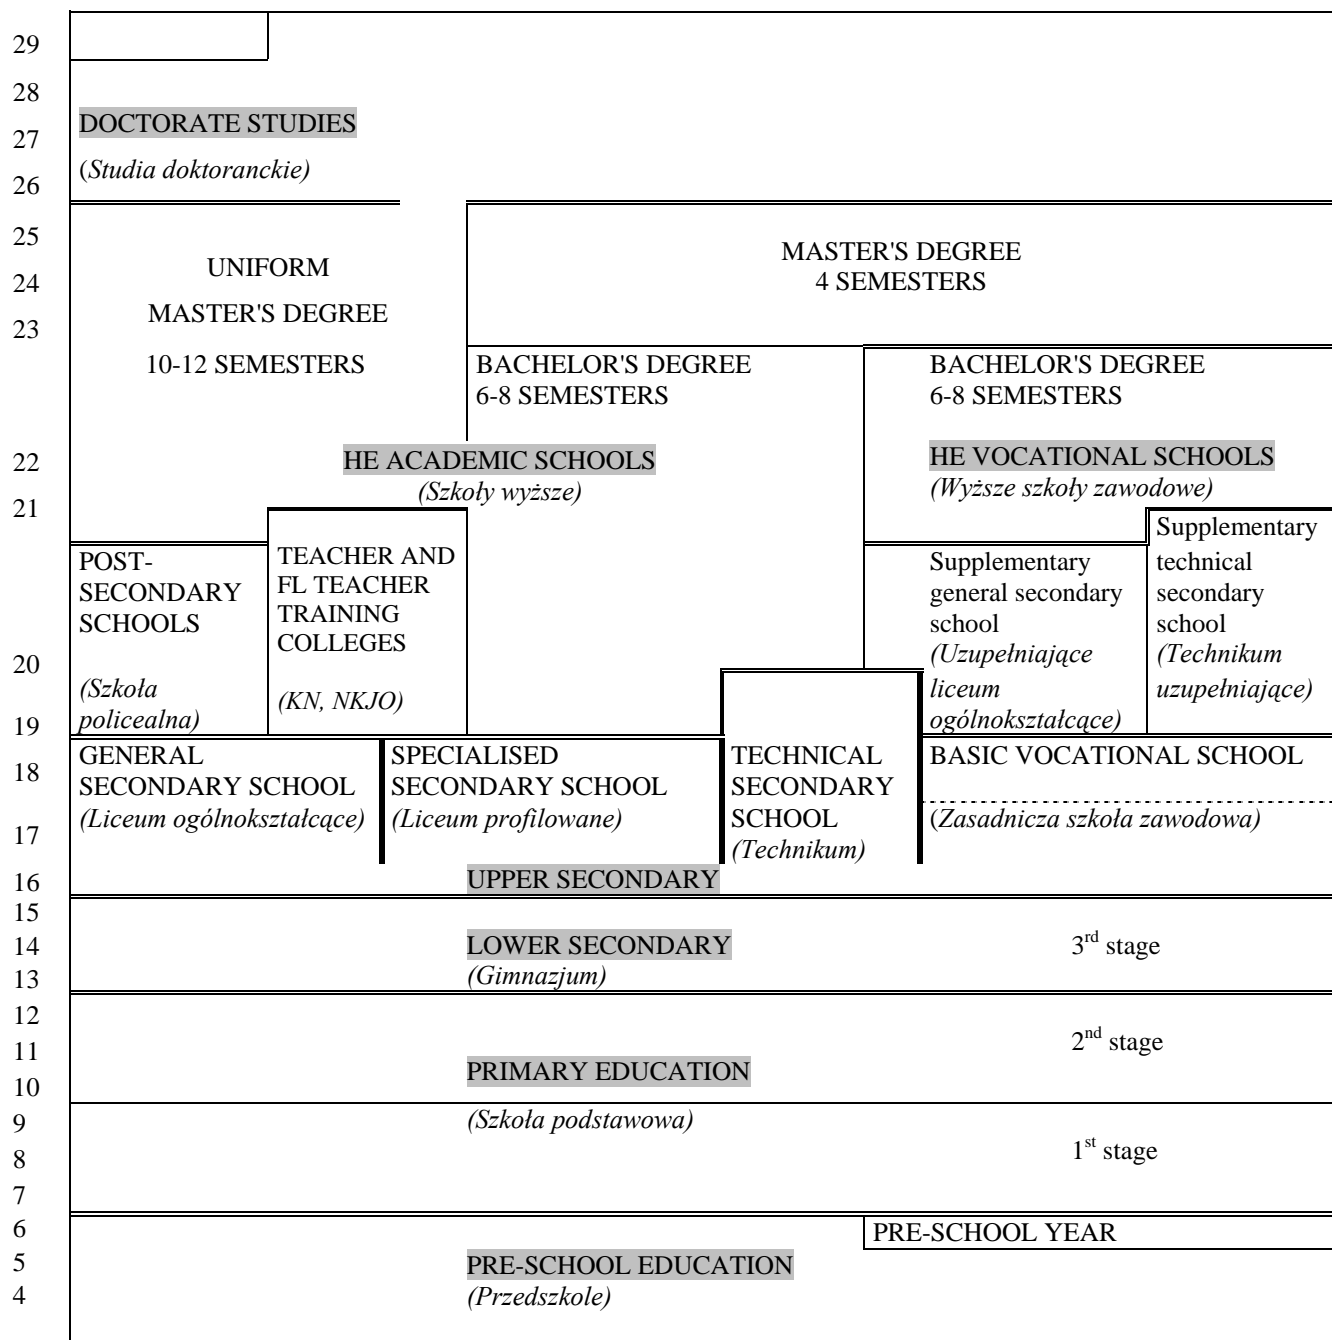 29
28
DOCTORATE STUDIES
27
(Studia doktoranckie)
26
25
MASTER'S DEGREE
UNIFORM
24
4 SEMESTERS
MASTER'S DEGREE
23
10-12 SEMESTERS
BACHELOR'S DEGREE
6-8 SEMESTERS
BACHELOR'S DEGREE
6-8 SEMESTERS
22
HE ACADEMIC SCHOOLS
(Szkoły wyższe)
HE VOCATIONAL SCHOOLS
(Wyższe szkoły zawodowe)
21
POST-
SECONDARY
SCHOOLS
(Szkoła
policealna)
TEACHER AND
FL TEACHER
TRAINING
COLLEGES
(KN, NKJO)
Supplementary
general secondary
school
(Uzupełniające
liceum
ogólnokształcące)
Supplementary
technical
secondary
school
(Technikum
uzupełniające)
20
19
GENERAL
SECONDARY SCHOOL
(Liceum ogólnokształcące)
SPECIALISED
SECONDARY SCHOOL
(Liceum profilowane)
TECHNICAL
SECONDARY
SCHOOL
(Technikum)
BASIC VOCATIONAL SCHOOL
(Zasadnicza szkoła zawodowa)
18
17
16
UPPER SECONDARY
15
14
LOWER SECONDARY
3rd stage
13
(Gimnazjum)
12
2nd stage
11
PRIMARY EDUCATION
10
9
(Szkoła podstawowa)
8
1st stage
7
6
PRE-SCHOOL YEAR
5
PRE-SCHOOL EDUCATION
4
(Przedszkole)